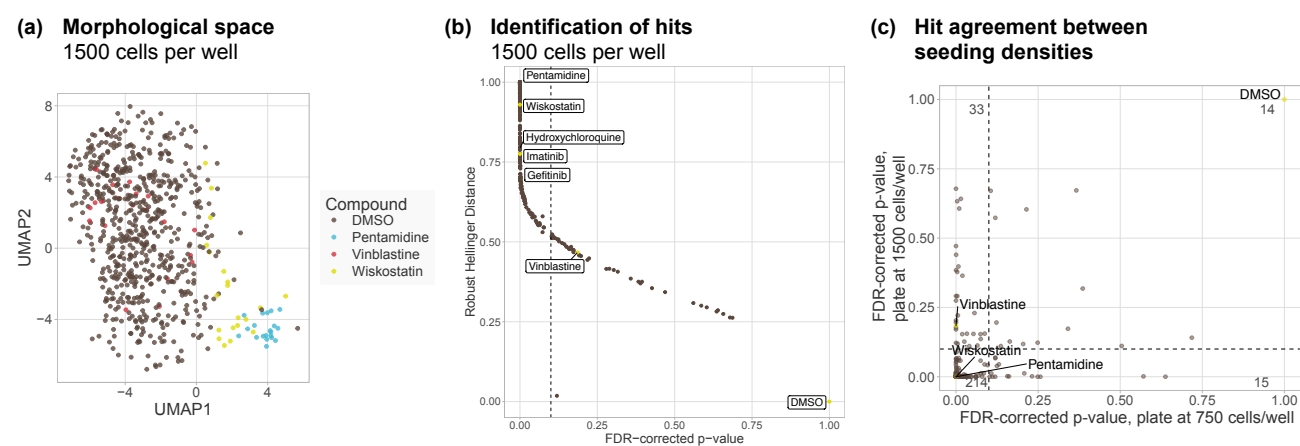 (a) Morphological space
1500 cells per well
8
4
0
−4
−4
0
4
UMAP2
UMAP1
Compound
DMSO
Pentamidine
Vinblastine
Wiskostatin
(b) Identification of hits
1500 cells per well
1.00
0.75
0.50
0.25
0.00
Robust Hellinger Distance
Pentamidine
Wiskostatin
Hydroxychloroquine
Imatinib
Gefitinib
Vinblastine
DMSO
0.00
0.25
0.50
0.75
1.00
FDR−corrected p−value
(c) Hit agreement between
seeding densities
FDR-corrected p-value,
plate at 1500 cells/well
1.00
0.75
0.50
0.25
0.00
33
DMSO
14
Vinblastine
Wiskostatin
Pentamidine
214
15
0.00
0.25
0.50
0.75
1.00
FDR-corrected p-value, plate at 750 cells/well